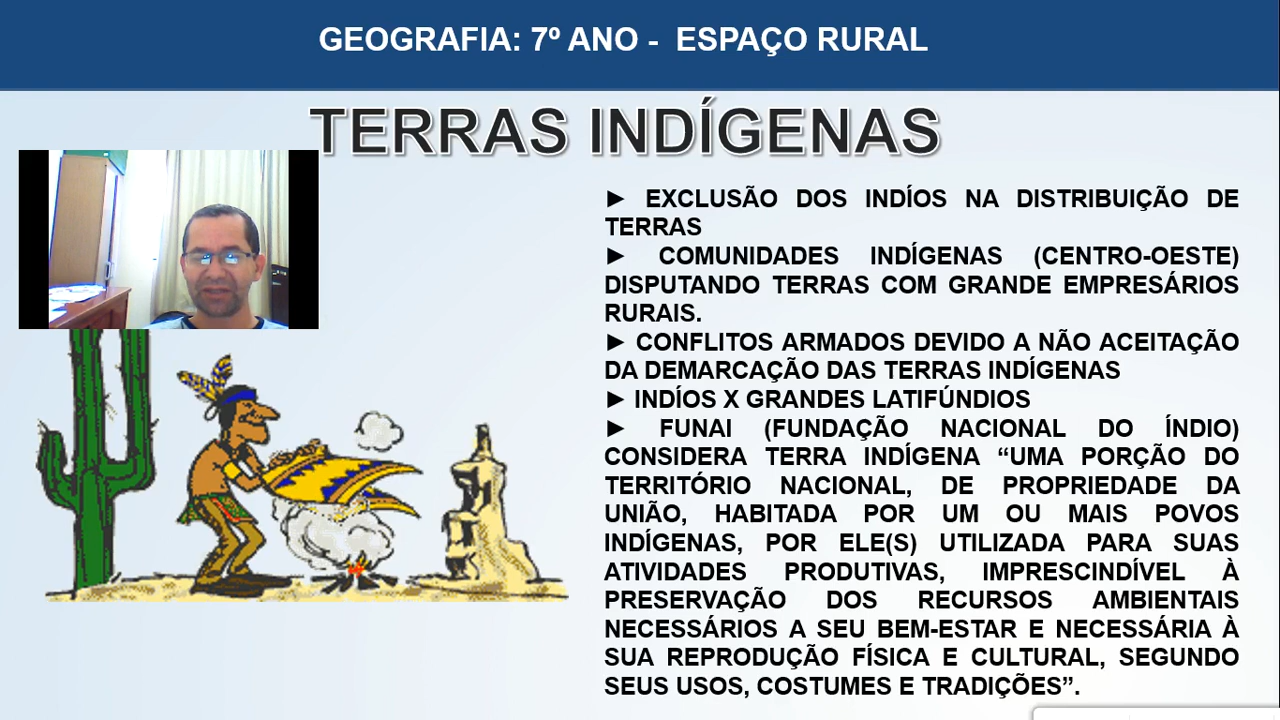 GEOGRAFIA: 7º ANO - ESPAÇO RURAL
TERRAS INDÍGENAS
► EXCLUSÃO DOS INDÍOS NA DISTRIBUIÇÃO DE
TERRAS
► COMUNIDADES INDÍGENAS (CENTRO-OESTE)
DISPUTANDO TERRAS COM GRANDE EMPRESÁRIOS
RURAIS.
► CONFLITOS ARMADOS DEVIDO A NÃO ACEITAÇÃO
DA DEMARCAÇÃO DAS TERRAS INDÍGENAS
► INDÍOS X GRANDES LATIFÚNDIOS
► FUNAI (FUNDAÇÃO NACIONAL DO ÍNDIO)
CONSIDERA TERRA INDÍGENA “UMA PORÇÃO DO
TERRITÓRIO NACIONAL, DE PROPRIEDADE DA
UNIÃO, HABITADA POR UM OU MAIS POVOS
INDÍGENAS, POR ELE(S) UTILIZADA PARA SUAS
ATIVIDADES PRODUTIVAS, IMPRESCINDÍVEL À
PRESERVAÇÃO DOS RECURSOS AMBIENTAIS
NECESSÁRIOS A SEU BEM-ESTAR E NECESSÁRIA À
SUA REPRODUÇÃO FÍSICA E CULTURAL, SEGUNDO
SEUS USOS, COSTUMES E TRADIÇÕES”.